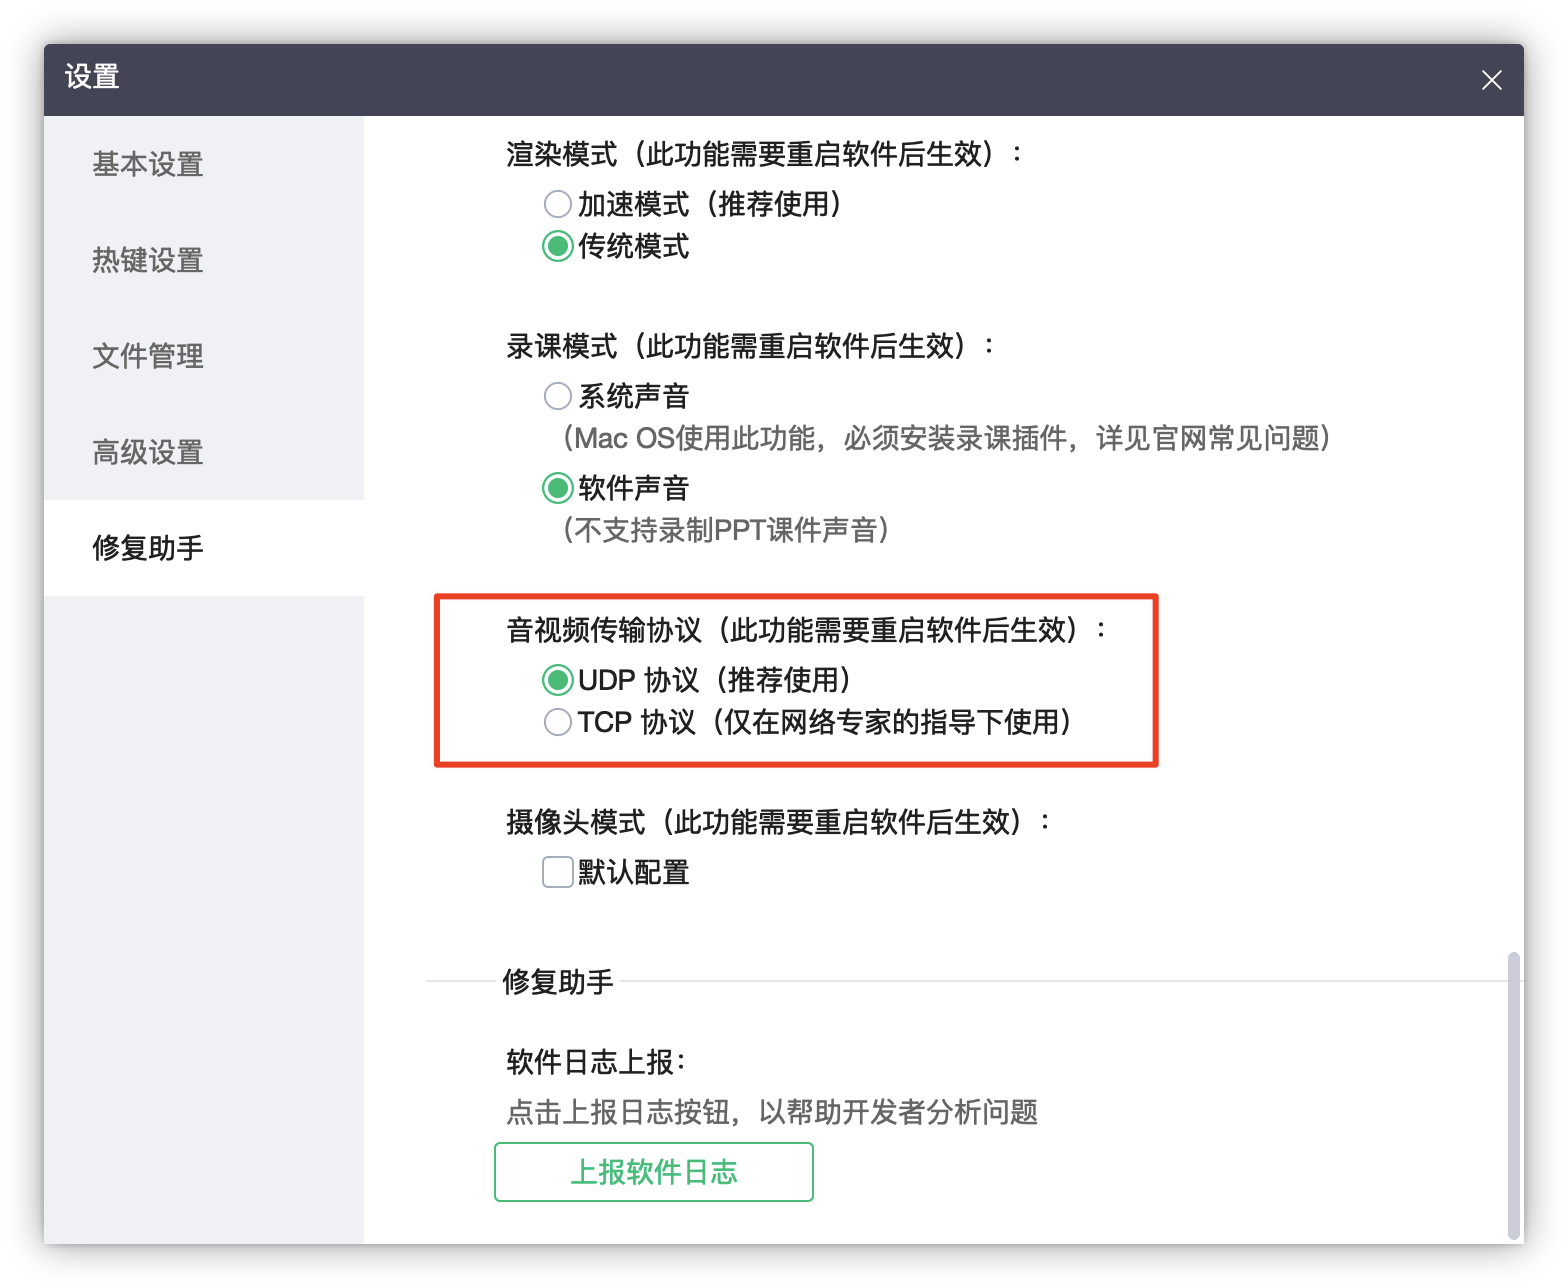 设置
基本设置
热键设置
文件管理
高级设置
修复助手
渲染模式（此功能需要重启软件后生效）：
加速模式（推荐使用）
传统模式
录课模式（此功能需重启软件后生效）：
系统声音
（Mac OS使用此功能，必须安装录课插件，详见官网常见问题）
软件声音
（不支持录制PPT课件声音）
音视频传输协议（此功能需要重启软件后生效）：
UDP 协议（推荐使用）
TCP 协议（仅在网络专家的指导下使用）
摄像头模式（此功能需要重启软件后生效）：
默认配置
修复助手
软件日志上报：
点击上报日志按钮，以帮助开发者分析问题
上报软件日志